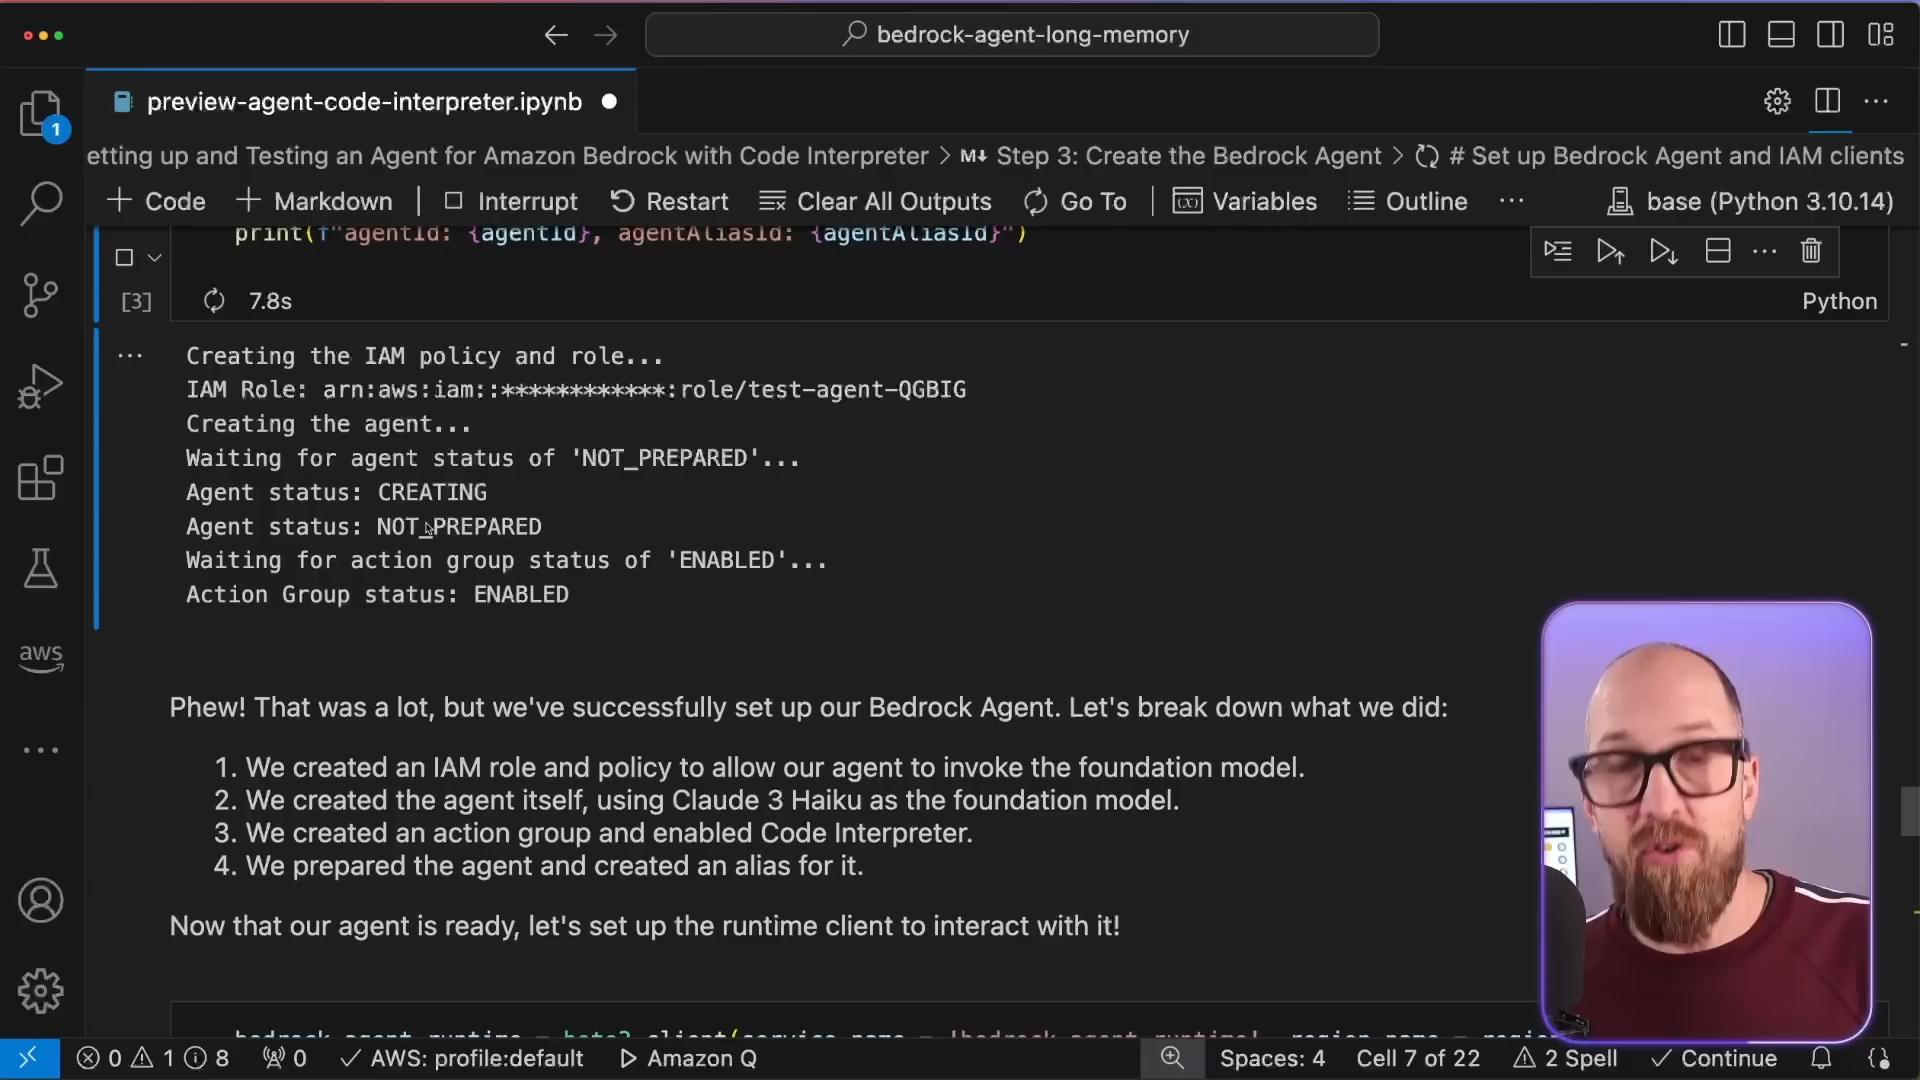 bedrock-agent-long-memory
1
preview-agent-code-interpreter.ipynb
etting up and Testing an Agent for Amazon Bedrock with Code Interpreter > M↓ Step 3: Create the Bedrock Agent > # Set up Bedrock Agent and IAM clients
+ Code + Markdown | Interrupt Restart Clear All Outputs Go To | Variables Outline ... base (Python 3.10.14)
print(f"agentId: {agentId}, agentAliasId: {agentAliasId}")
[3] 7.8s Python
Creating the IAM policy and role...
IAM Role: arn:aws:iam::************:role/test-agent-QGBIG
Creating the agent...
Waiting for agent status of 'NOT_PREPARED'...
Agent status: CREATING
Agent status: NOT_PREPARED
Waiting for action group status of 'ENABLED'...
Action Group status: ENABLED
aws
Phew! That was a lot, but we've successfully set up our Bedrock Agent. Let's break down what we did:
1. We created an IAM role and policy to allow our agent to invoke the foundation model.
2. We created the agent itself, using Claude 3 Haiku as the foundation model.
3. We created an action group and enabled Code Interpreter.
4. We prepared the agent and created an alias for it.
Now that our agent is ready, let's set up the runtime client to interact with it!
0 1 8 0 AWS: profile:default Amazon Q Spaces: 4 Cell 7 of 22 2 Spell Continue